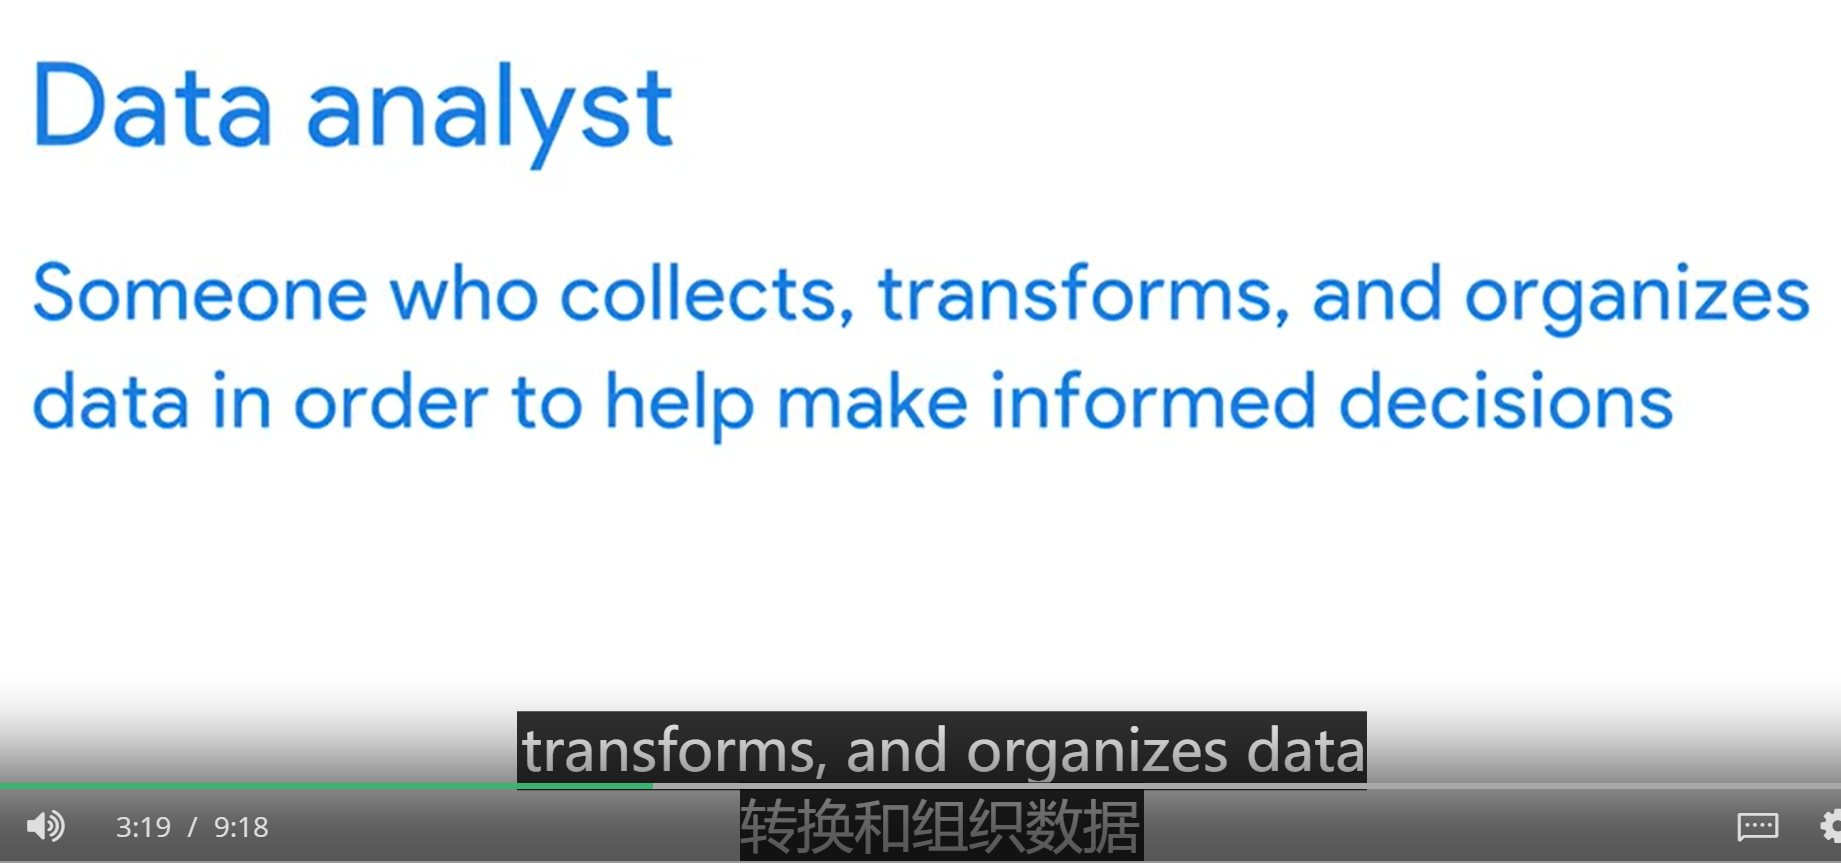 Data analyst
Someone who collects, transforms, and organizes
data in order to help make informed decisions
transforms, and organizes data
转换和组织数据
3:19 / 9:18